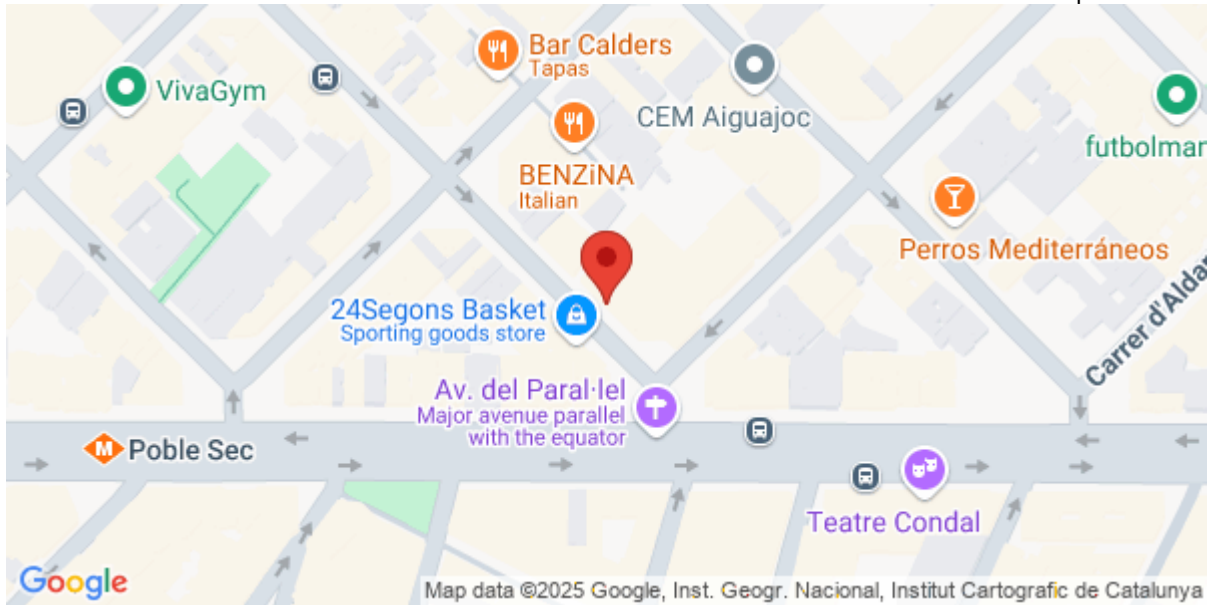 Bar Calders
Tapas
VivaGym
CEM Aiguajoc
futbolmar
BENZiNA
Italian
Perros Mediterráneos
24Segons Basket
Sporting goods store
Carrer d'Aldar
Av. del Paral·lel
Major avenue parallel
with the equator
M
Poble Sec
Teatre Condal
Google
Map data ©2025 Google, Inst. Geogr. Nacional, Institut Cartografic de Catalunya